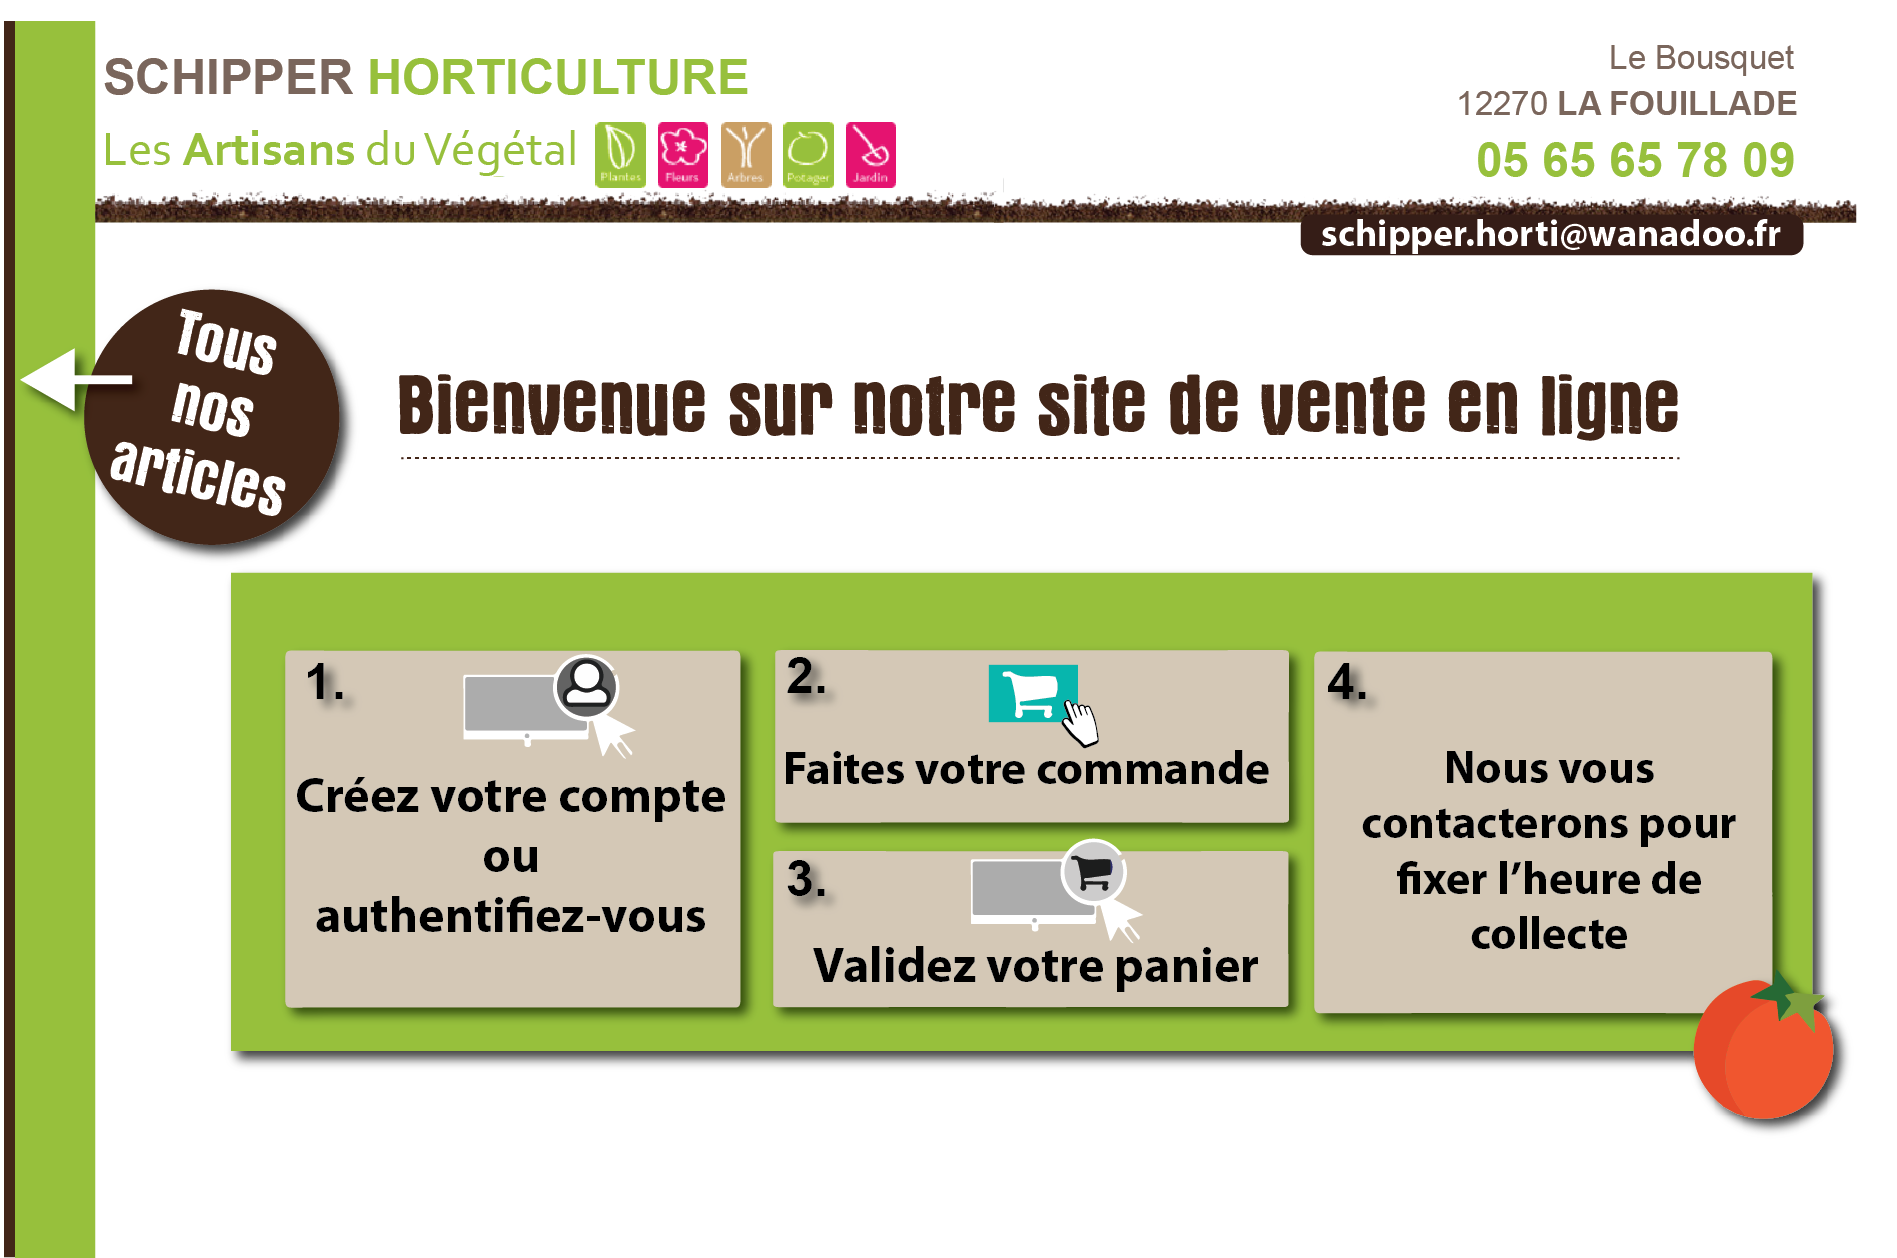 SCHIPPER HORTICULTURE
Les Artisans du Végétal
Plantes
Fleurs
Arbres
Potager
Jardin
Le Bousquet
12270 LA FOUILLADE
05 65 65 78 09
schipper.horti@wanadoo.fr
Tous
nos
articles
Bienvenue sur notre site de vente en ligne
1.
Créez votre compte
ou
authentifiez-vous
2.
Faites votre commande
3.
Validez votre panier
4.
Nous vous
contacterons pour
fixer l'heure de
collecte